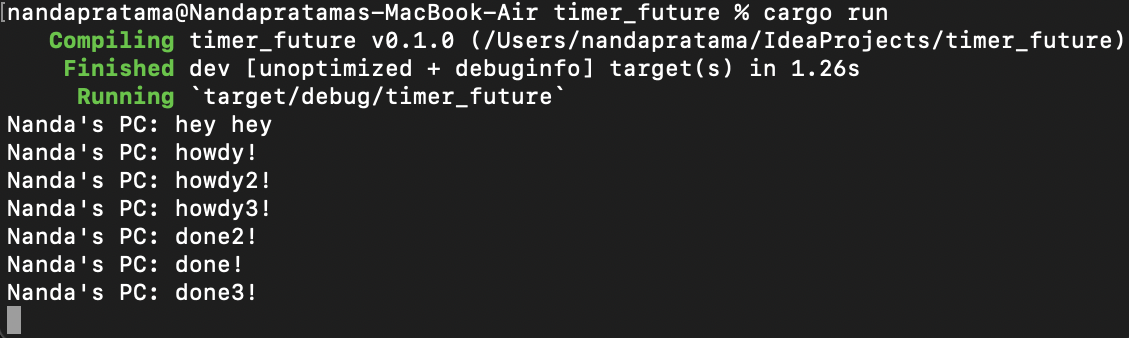 [nandapratama@Nandapratamas-MacBook-Air timer_future % cargo run
Compiling timer_future v0.1.0 (/Users/nandapratama/IdeaProjects/timer_future)
Finished dev [unoptimized + debuginfo] target(s) in 1.26s
Running `target/debug/timer_future`
Nanda's PC: hey hey
Nanda's PC: howdy!
Nanda's PC: howdy2!
Nanda's PC: howdy3!
Nanda's PC: done2!
Nanda's PC: done!
Nanda's PC: done3!